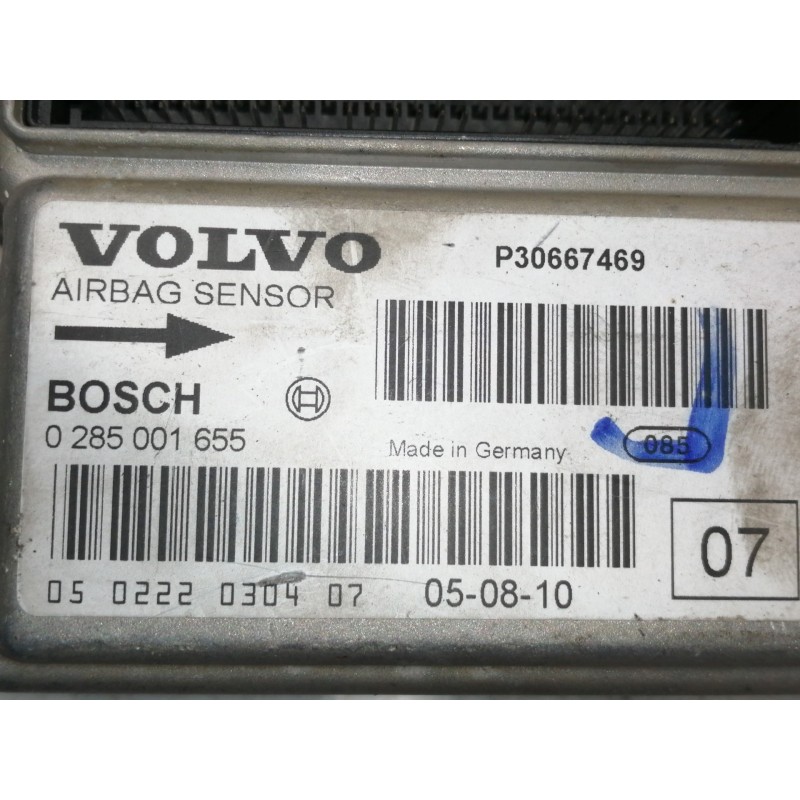 VOLVO
P30667469
AIRBAG SENSOR
BOSCH
0 285 001 655
Made in Germany
085
07
05 0222 0304 07
05-08-10